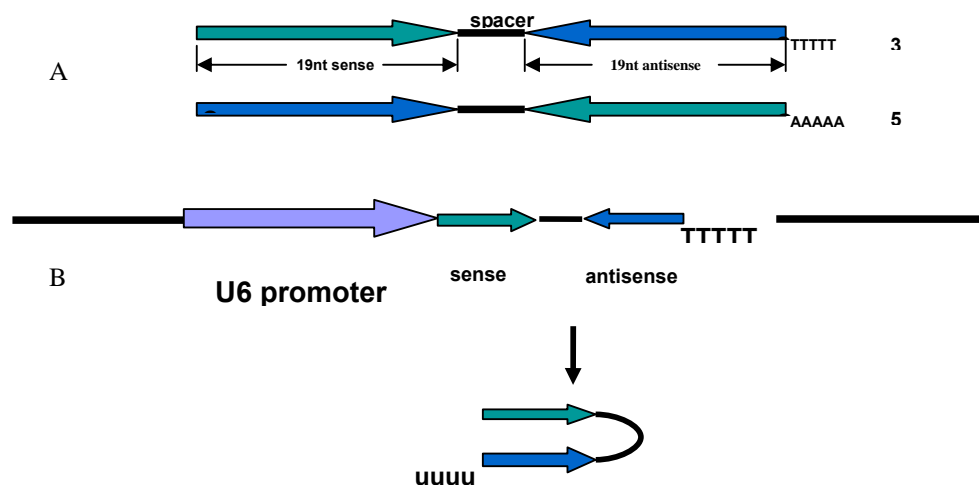 spacer
TTTTT 3
A 19nt sense 19nt antisense
AAAAA 5
TTTTT
B sense antisense
U6 promoter
uuuu